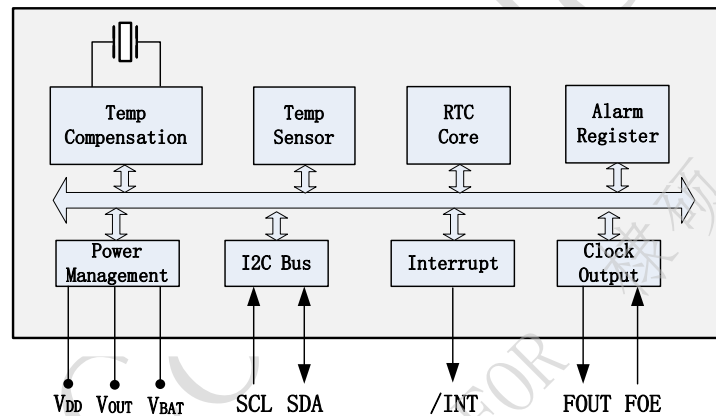 Temp
Compensation
Temp
Sensor
RTC
Core
Alarm
Register
Power
Management
I2C Bus
Interrupt
Clock
Output
VDD VOUT VBAT SCL SDA /INT FOUT FOE
FOR